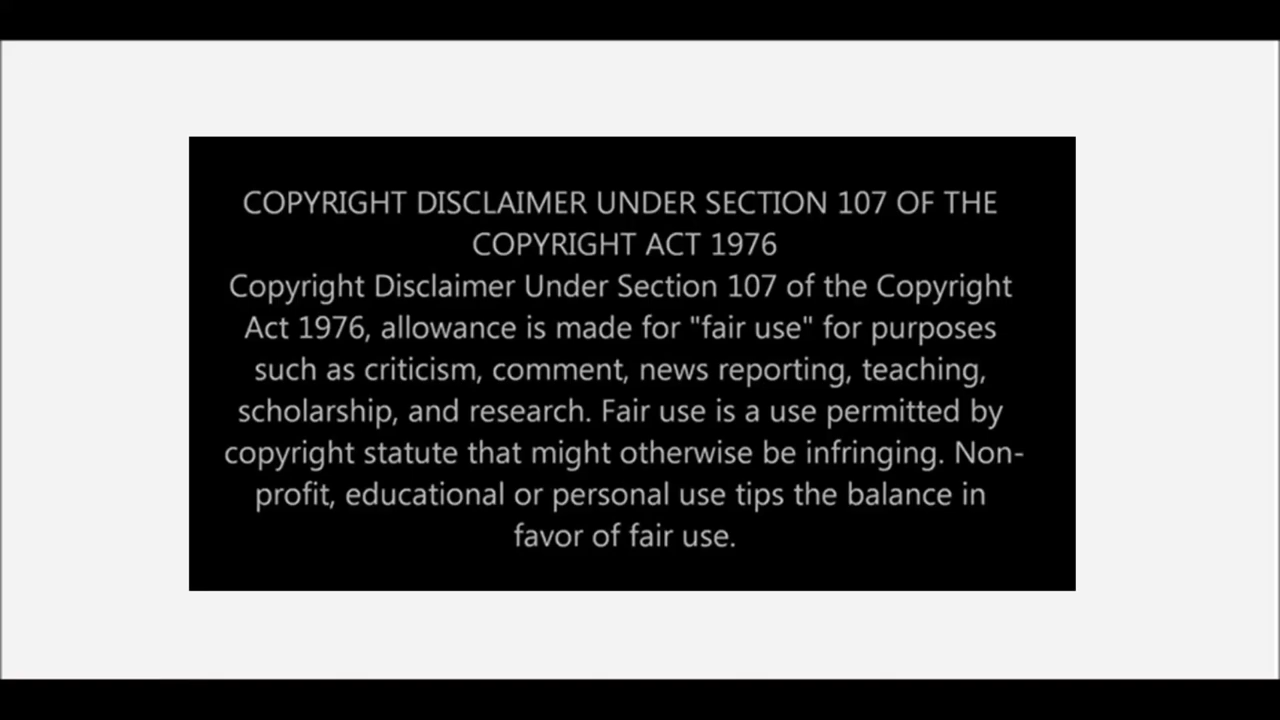 COPYRIGHT DISCLAIMER UNDER SECTION 107 OF THE
COPYRIGHT ACT 1976
Copyright Disclaimer Under Section 107 of the Copyright
Act 1976, allowance is made for "fair use" for purposes
such as criticism, comment, news reporting, teaching,
scholarship, and research. Fair use is a use permitted by
copyright statute that might otherwise be infringing. Non-
profit, educational or personal use tips the balance in
favor of fair use.